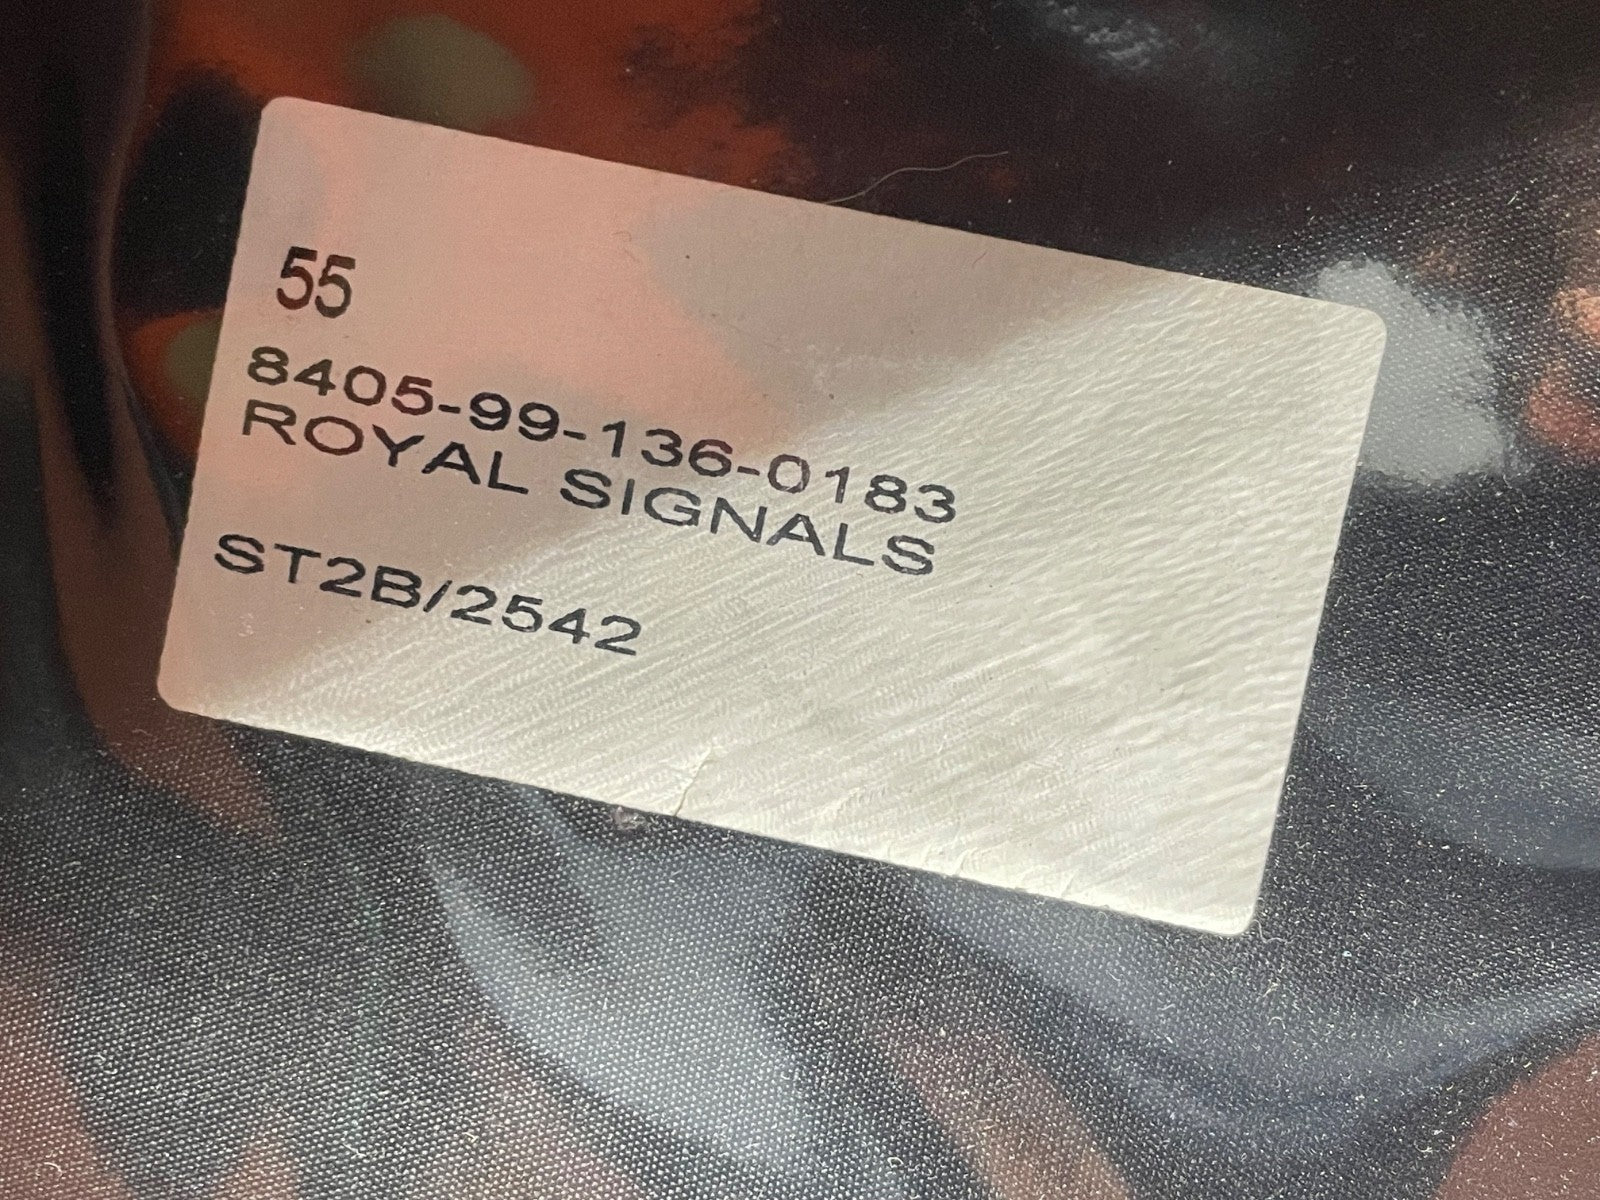 55
8405-99-136-0183
ROYAL SIGNALS
ST2B/2542